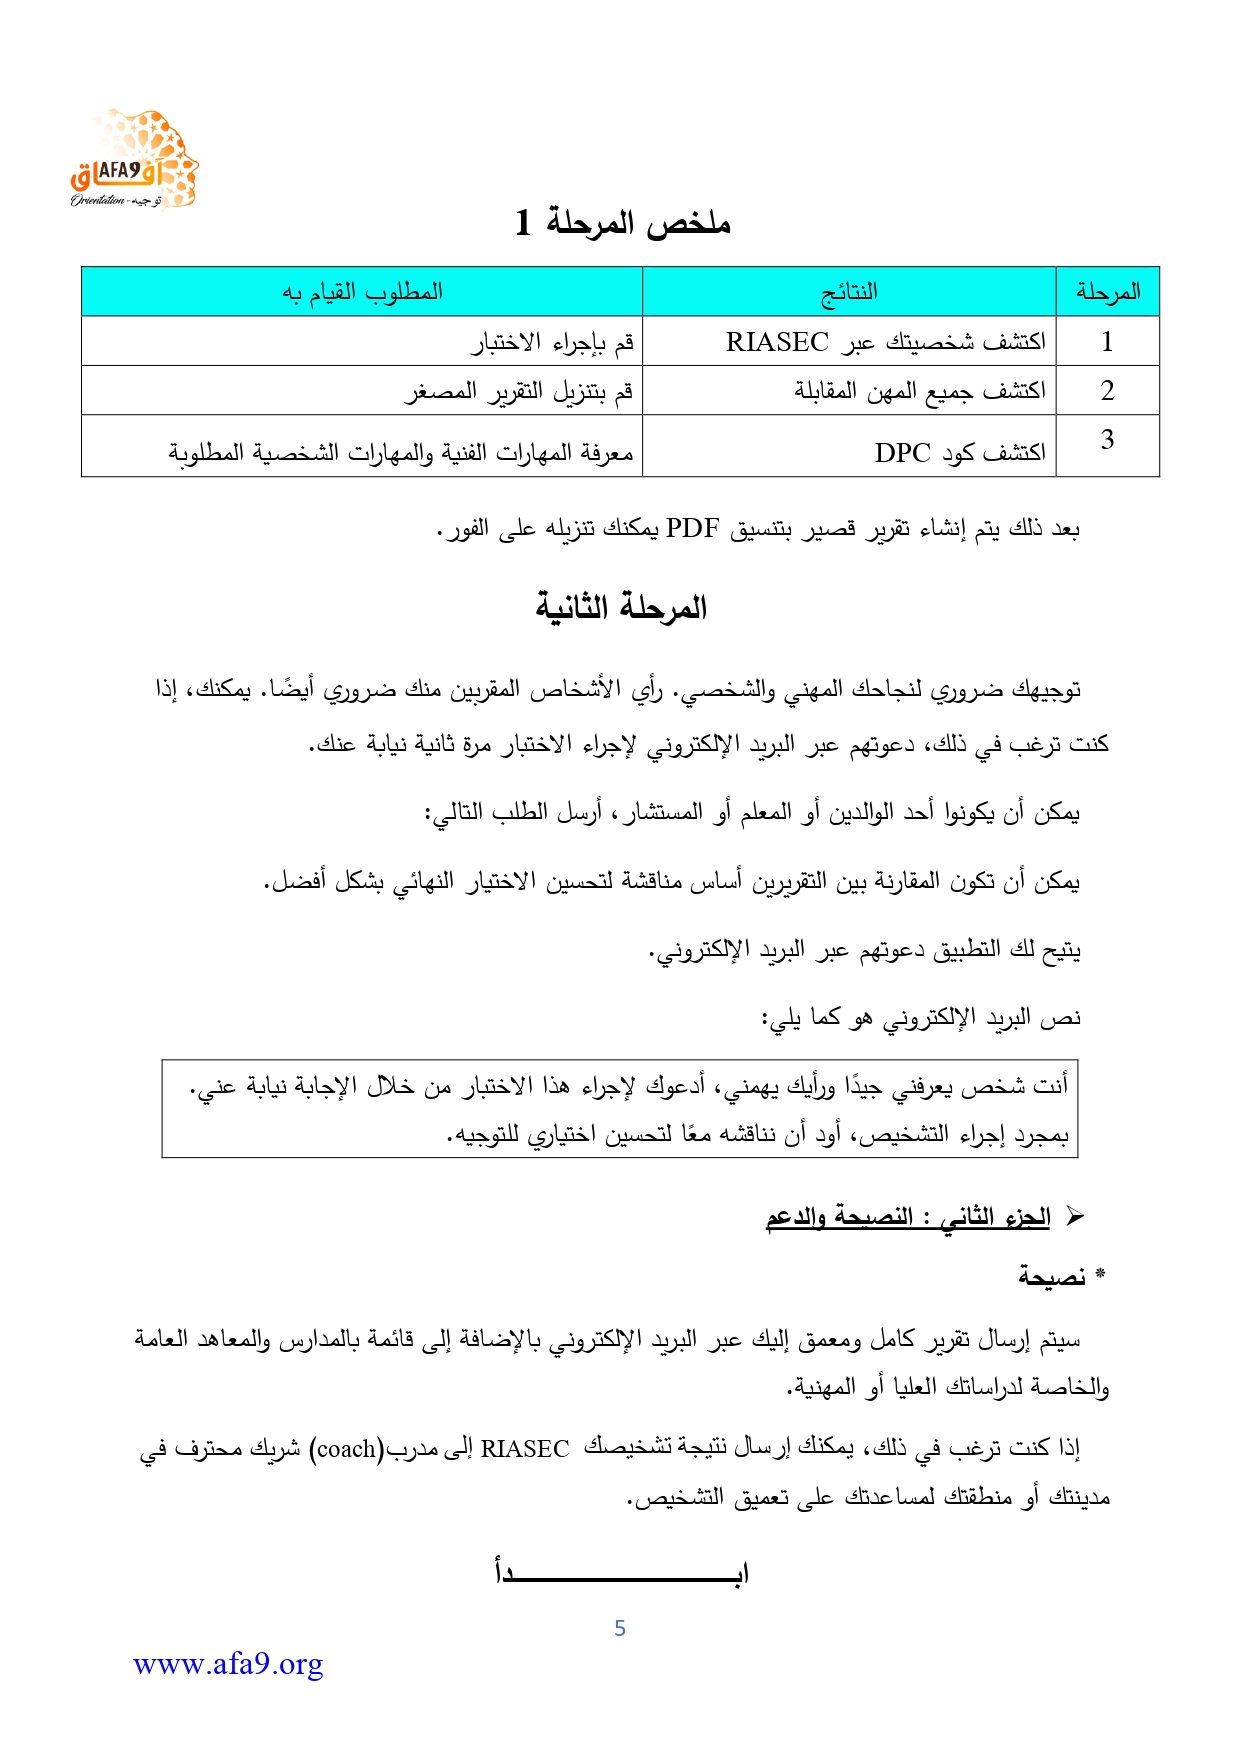 آفاق AFA9
Orientation - توجيه
ملخص المرحلة 1
المرحلة النتائج المطلوب القيام به
1 اكتشف شخصيتك عبر RIASEC قم بإجراء الاختبار
2 اكتشف جميع المهن المقابلة قم بتنزيل التقرير المصغر
3 اكتشف كود DPC معرفة المهارات الفنية والمهارات الشخصية المطلوبة
بعد ذلك يتم إنشاء تقرير قصير بتنسيق PDF يمكنك تنزيله على الفور.
المرحلة الثانية
توجيهك ضروري لنجاحك المهني والشخصي. رأي الأشخاص المقربين منك ضروري أيضًا. يمكنك، إذا
كنت ترغب في ذلك، دعوتهم عبر البريد الإلكتروني لإجراء الاختبار مرة ثانية نيابة عنك.
يمكن أن يكونوا أحد الوالدين أو المعلم أو المستشار، أرسل الطلب التالي:
يمكن أن تكون المقارنة بين التقريرين أساس مناقشة لتحسين الاختيار النهائي بشكل أفضل.
يتيح لك التطبيق دعوتهم عبر البريد الإلكتروني.
نص البريد الإلكتروني هو كما يلي:
أنت شخص يعرفني جيدًا ورأيك يهمني، أدعوك لإجراء هذا الاختبار من خلال الإجابة نيابة عني.
بمجرد إجراء التشخيص، أود أن نناقشه معًا لتحسين اختياري للتوجيه.
➢ الجزء الثاني : النصيحة والدعم
* نصيحة
سيتم إرسال تقرير كامل ومعمق إليك عبر البريد الإلكتروني بالإضافة إلى قائمة بالمدارس والمعاهد العامة
والخاصة لدراساتك العليا أو المهنية.
إذا كنت ترغب في ذلك، يمكنك إرسال نتيجة تشخيصك RIASEC إلى مدرب(coach) شريك محترف في
مدينتك أو منطقتك لمساعدتك على تعميق التشخيص.
ابـــــــــــــــــــدأ
5
www.afa9.org